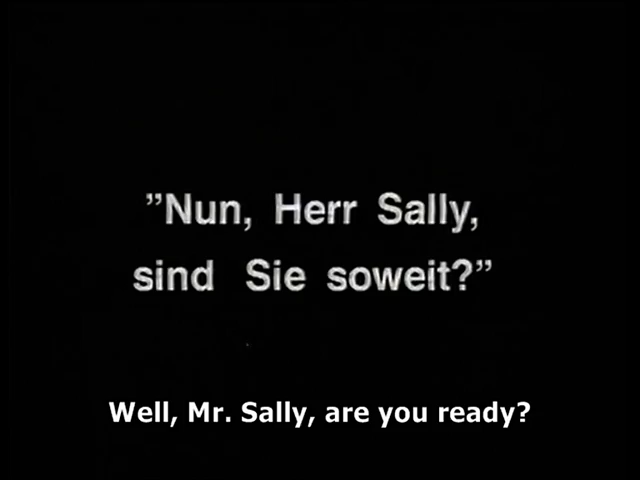 ”Nun, Herr Sally,
sind Sie soweit?”
Well, Mr. Sally, are you ready?